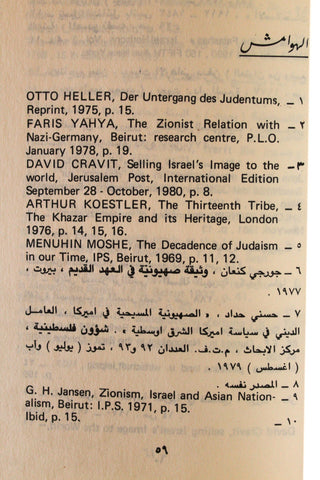 الهوامش
OTTO HELLER, Der Untergang des Judentums, ـ ١
Reprint, 1975, p. 15.
FARIS YAHYA, The Zionist Relation with ـ ٢
Nazi-Germany, Beirut: research centre, P.L.O.
January 1978, p. 19.
DAVID CRAVIT, Selling Israel's Image to the ـ ٣
world, Jerusalem Post, International Edition
September 28 - October, 1980, p. 8.
ARTHUR KOESTLER, The Thirteenth Tribe, ـ ٤
The Khazar Empire and its Heritage, London
1976, p. 14, 15, 16.
MENUHIN MOSHE, The Decadence of Judaism ـ ٥
in our Time, IPS, Beirut, 1969, p. 11, 12.
٦ ـ جورجي كنعان ، وثيقة صهيونية في العهد القديم ، بيروت ،
١٩٧٧ .
٧ ـ حسني حداد ، « الصهيونية المسيحية في اميركا ، العامل
الديني في سياسة اميركا الشرق اوسطية » . شؤون فلسطينية ،
مركز الابحاث ، م.ت.ف. العددان ٩٢ و ٩٣ ، تموز ( يوليو ) وآب
( اغسطس ) ١٩٧٩ .
٨ ـ المصدر نفسه .
G. H. Jansen, Zionism, Israel and Asian Nation- ـ ٩
alism, Beirut: I.P.S. 1971, p. 15.
Ibid, p. 15. ـ ١٠
٥٩